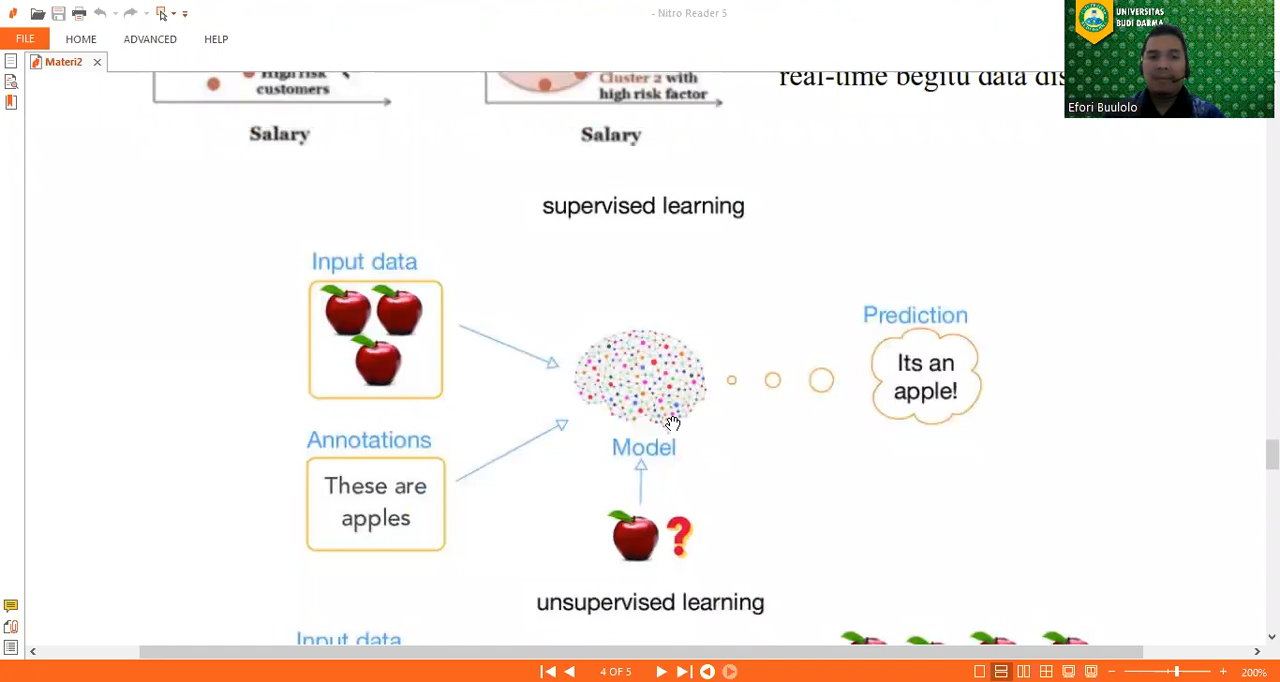 - Nitro Reader 5
FILE HOME ADVANCED HELP
Materi2
UNIVERSITAS
BUDI DARMA
Efori Buulolo
High risk
customers
Salary
Cluster 2 with
high risk factor
Salary
real-time begitu data
supervised learning
Input data
Prediction
Its an
apple!
Annotations
These are
apples
Model
?
unsupervised learning
Input data
4 OF 5
200%